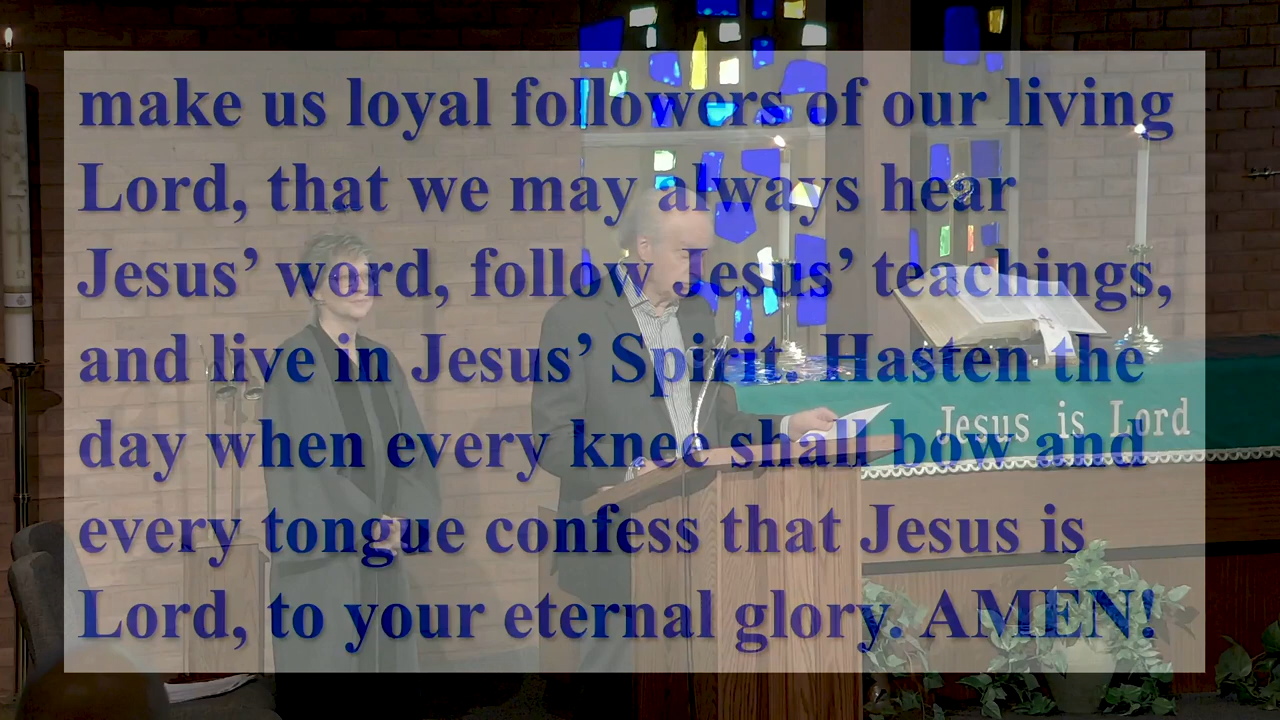 make us loyal followers of our living
Lord, that we may always hear
Jesus’ word, follow Jesus’ teachings,
and live in Jesus’ Spirit. Hasten the
day when every knee shall bow and
every tongue confess that Jesus is
Lord, to your eternal glory. AMEN!
Jesus is Lord